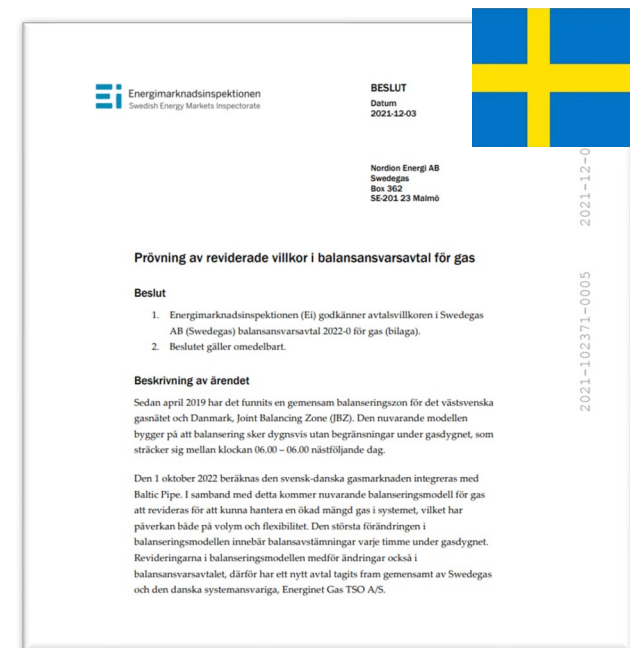 Energimarknadsinspektionen
Swedish Energy Markets Inspectorate
BESLUT
Datum
2021-12-03
Nordion Energi AB
Swedegas
Box 362
SE-201 23 Malmö
2021-12-0
2021-102371-0005
Prövning av reviderade villkor i balansansvarsavtal för gas
Beslut
1. Energimarknadsinspektionen (Ei) godkänner avtalsvillkoren i Swedegas
AB (Swedegas) balansansvarsavtal 2022-0 för gas (bilaga).
2. Beslutet gäller omedelbart.
Beskrivning av ärendet
Sedan april 2019 har det funnits en gemensam balanseringszon för det västsvenska
gasnätet och Danmark, Joint Balancing Zone (JBZ). Den nuvarande modellen
bygger på att balansering sker dygnsvis utan begränsningar under gasdygnet, som
sträcker sig mellan klockan 06.00 – 06.00 nästföljande dag.
Den 1 oktober 2022 beräknas den svensk-danska gasmarknaden integreras med
Baltic Pipe. I samband med detta kommer nuvarande balanseringsmodell för gas
att revideras för att kunna hantera en ökad mängd gas i systemet, vilket har
påverkan både på volym och flexibilitet. Den största förändringen i
balanseringsmodellen innebär balansavstämningar varje timme under gasdygnet.
Revideringarna i balanseringsmodellen medför ändringar också i
balansansvarsavtalet, därför har ett nytt avtal tagits fram gemensamt av Swedegas
och den danska systemansvariga, Energinet Gas TSO A/S.